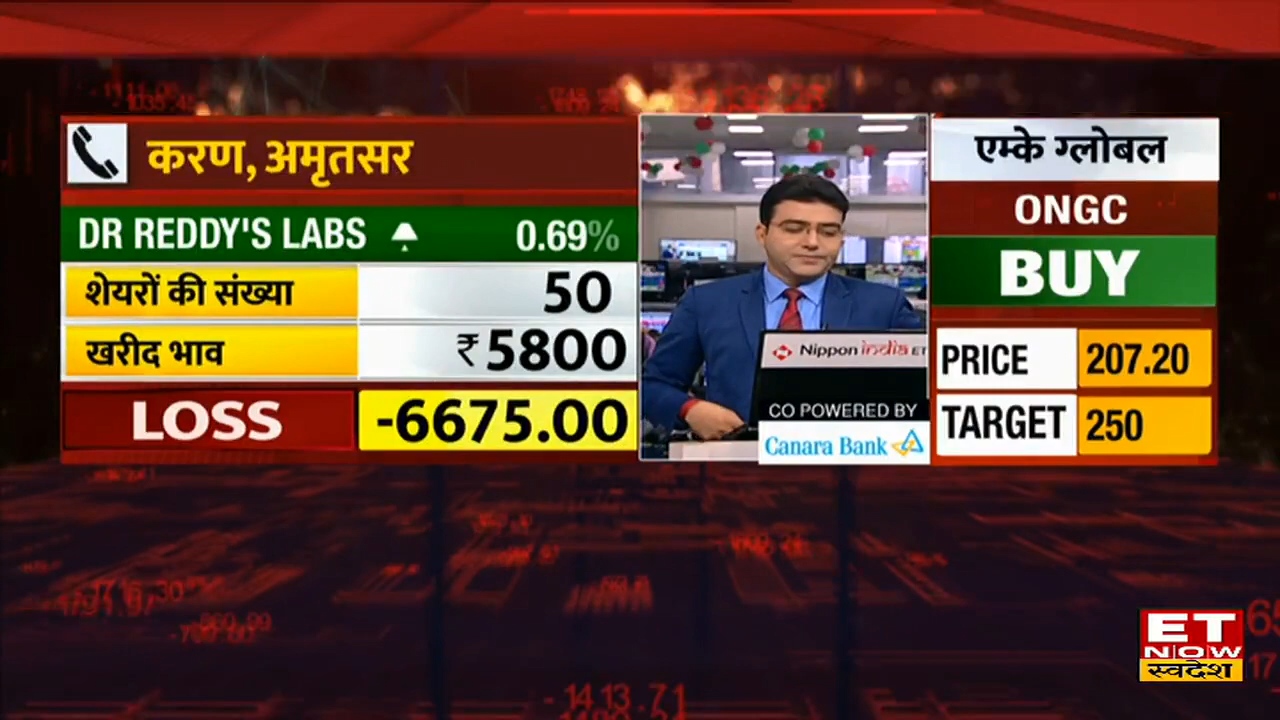 करण, अमृतसर
DR REDDY'S LABS 0.69%
शेयरों की संख्या 50
खरीद भाव ₹5800
LOSS -6675.00
Nippon india ET
CO POWERED BY
Canara Bank
एम्के ग्लोबल
ONGC
BUY
PRICE 207.20
TARGET 250
ET
NOW
स्वदेश